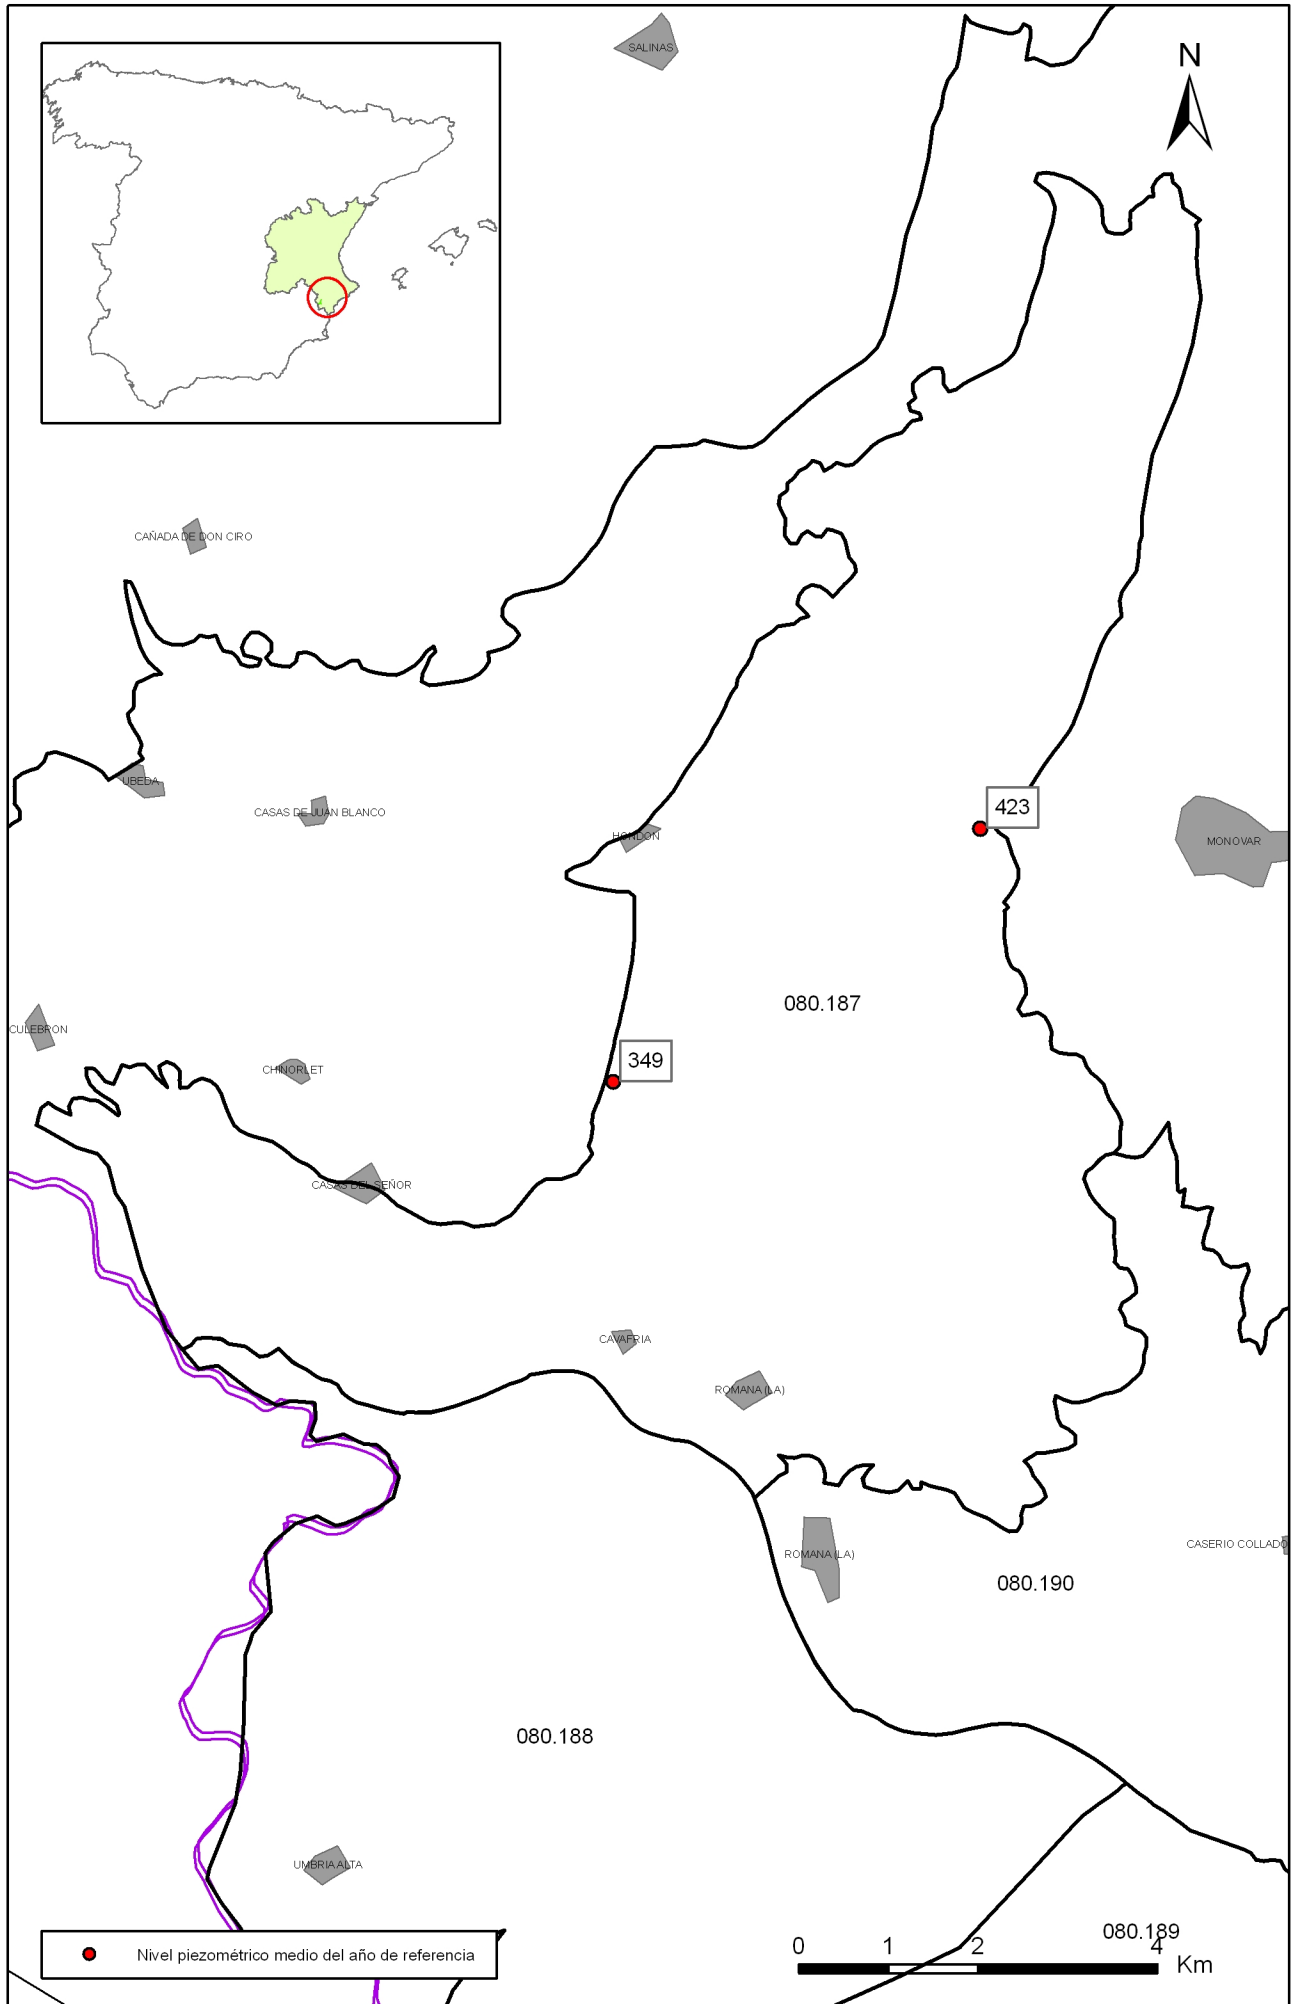 SALINAS
N
CAÑADA DE DON CIRO
UBEDA
CASAS DE JUAN BLANCO
423
HONDON
MONOVAR
080.187
CULEBRON
349
CHINORLET
CASAS DEL SEÑOR
CAVAFRIA
ROMANA (LA)
ROMANA (LA)
CASERIO COLLADO
080.190
080.188
UMBRIA ALTA
080.189
Nivel piezométrico medio del año de referencia
0 1 2 4
Km